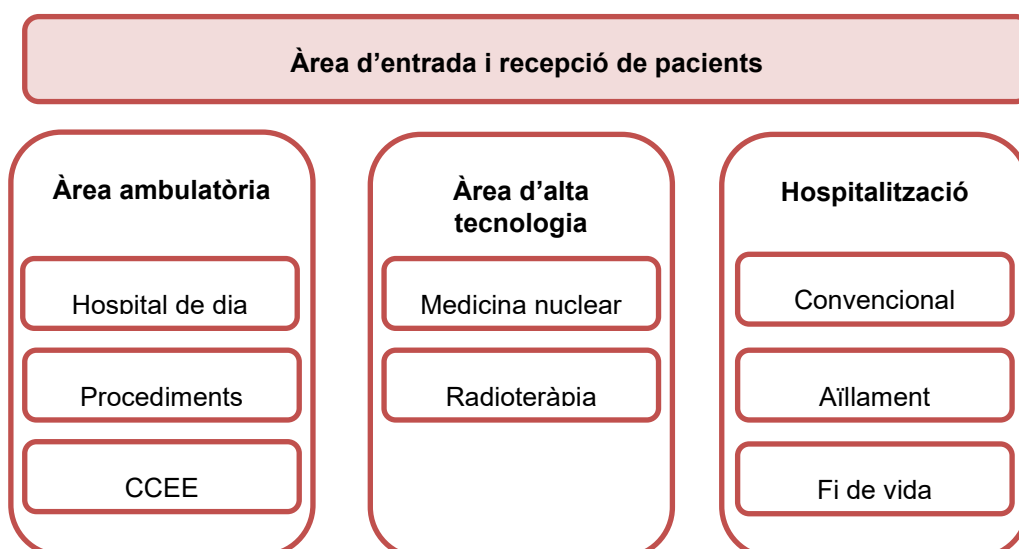 Àrea d’entrada i recepció de pacients
Àrea ambulatòria
Hospital de dia
Procediments
CCEE
Àrea d’alta
tecnologia
Medicina nuclear
Radioteràpia
Hospitalització
Convencional
Aïllament
Fi de vida